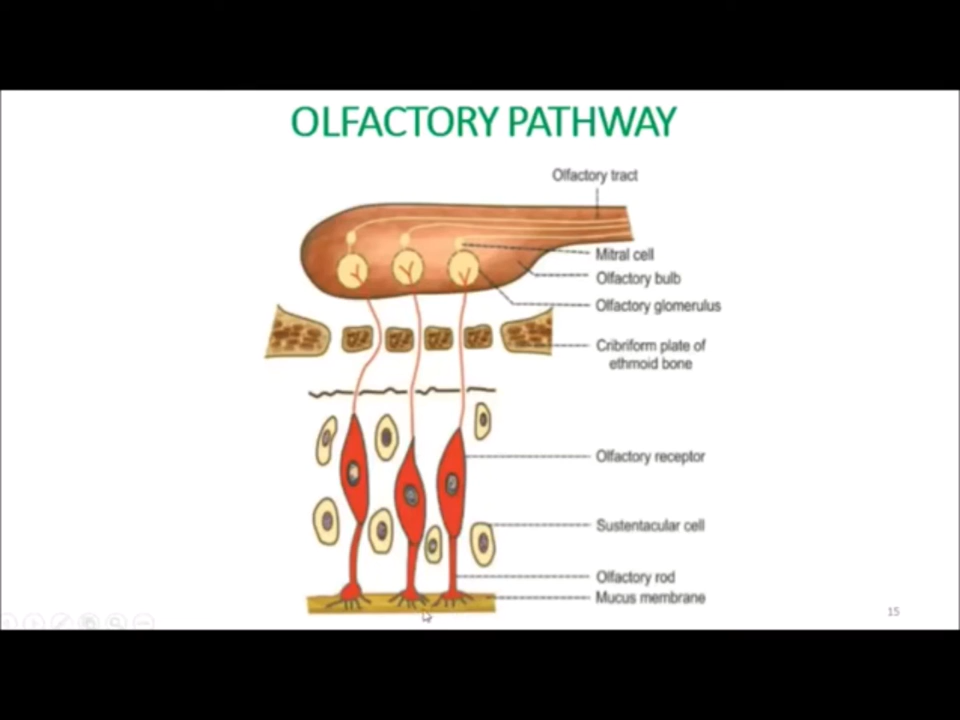 OLFACTORY PATHWAY
Olfactory tract
Mitral cell
Olfactory bulb
Olfactory glomerulus
Cribriform plate of
ethmoid bone
Olfactory receptor
Sustentacular cell
Olfactory rod
Mucus membrane
15